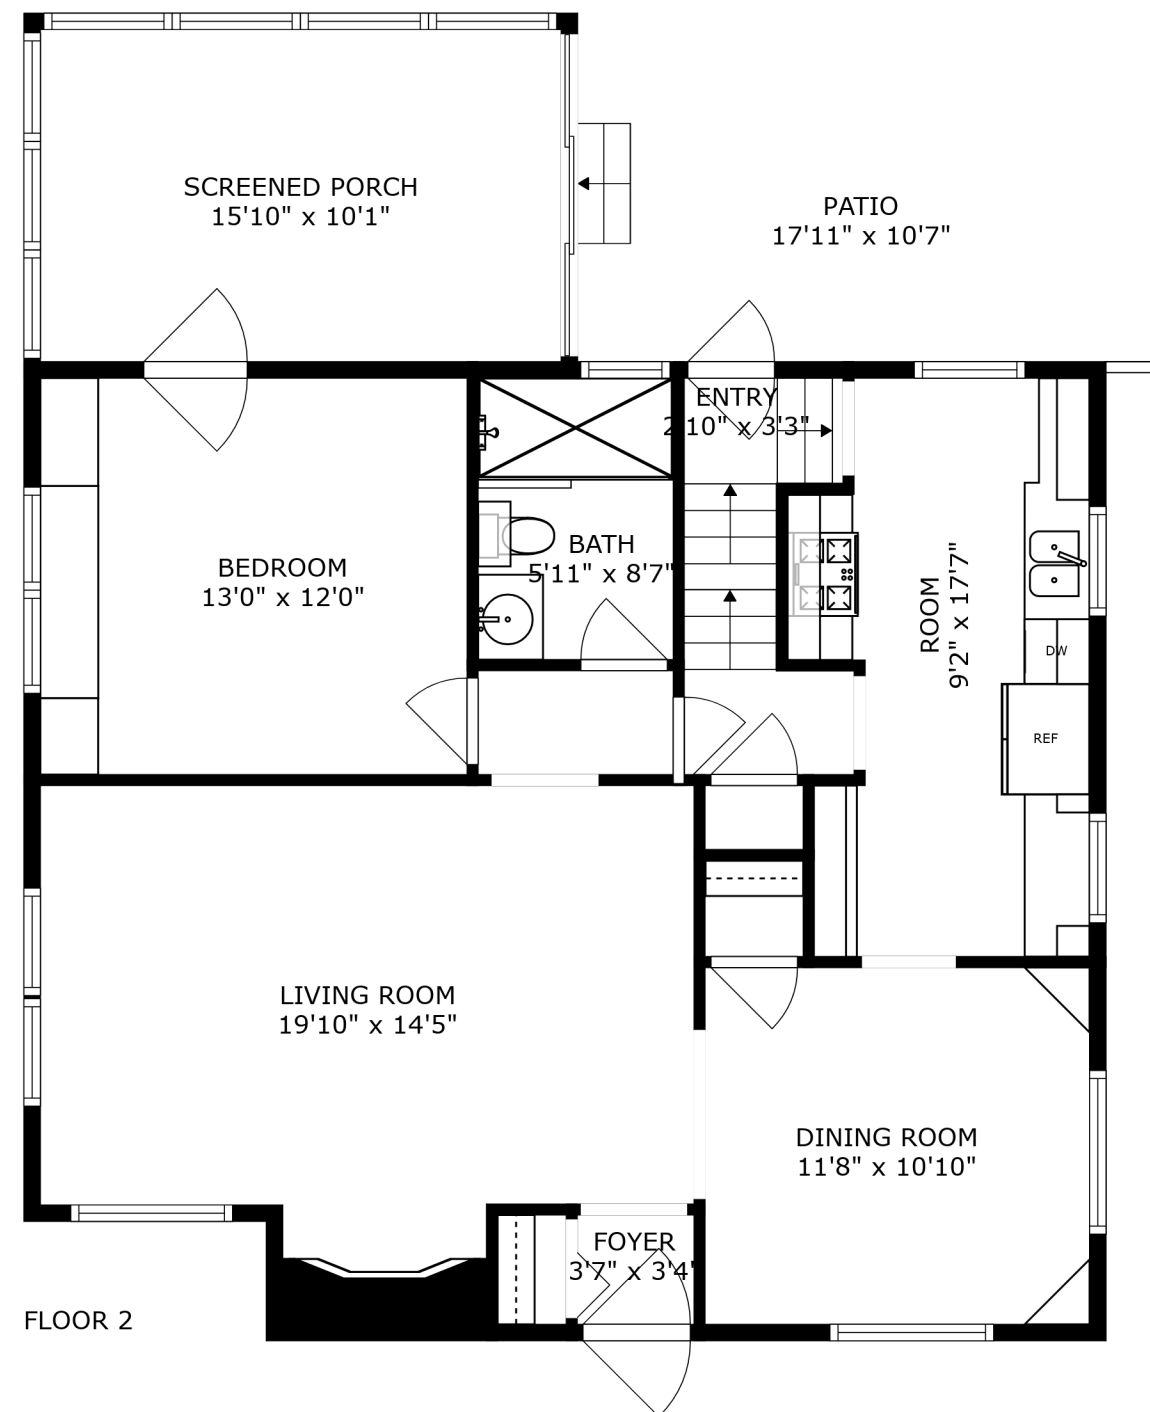 SCREENED PORCH
15'10" x 10'1"
PATIO
17'11" x 10'7"
ENTRY
2'10" x 3'3"
BATH
5'11" x 8'7"
BEDROOM
13'0" x 12'0"
ROOM
9'2" x 17'7"
DW
REF
LIVING ROOM
19'10" x 14'5"
DINING ROOM
11'8" x 10'10"
FOYER
3'7" x 3'4"
FLOOR 2